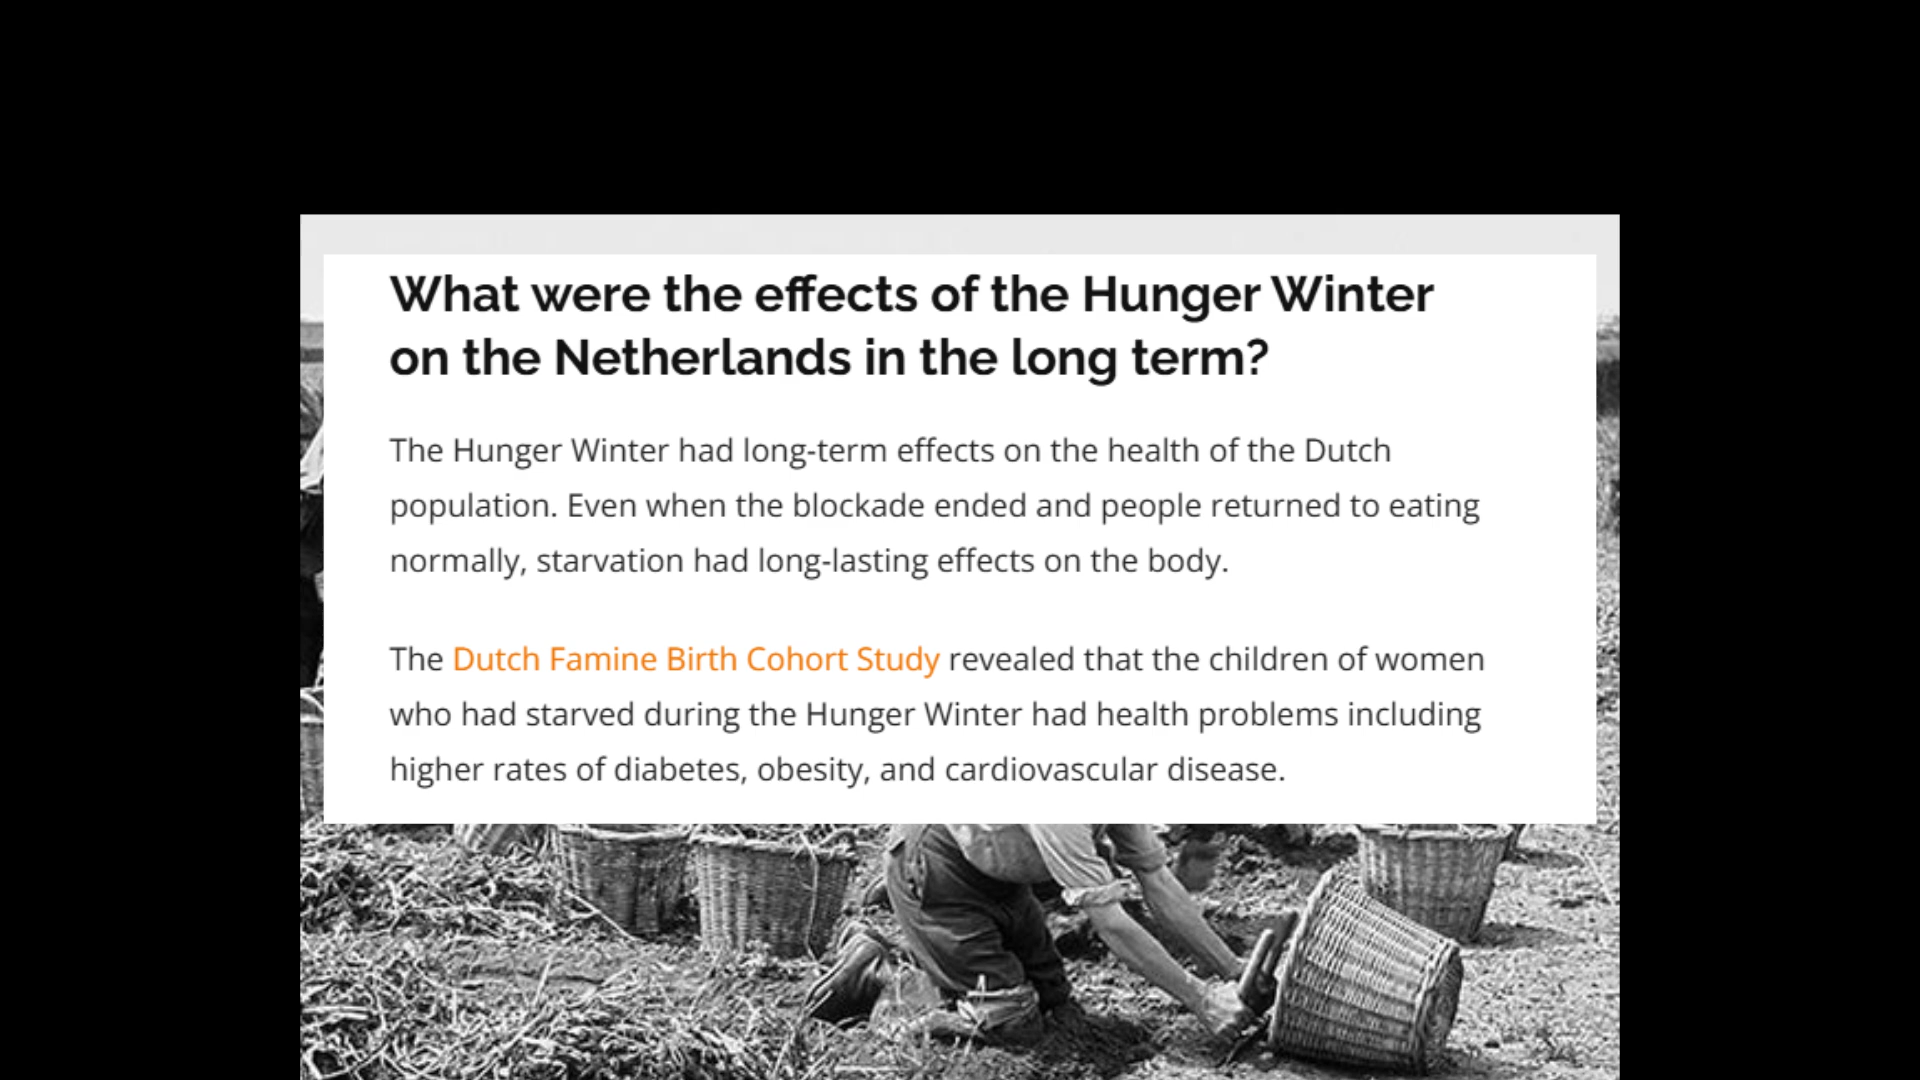 What were the effects of the Hunger Winter
on the Netherlands in the long term?
The Hunger Winter had long-term effects on the health of the Dutch
population. Even when the blockade ended and people returned to eating
normally, starvation had long-lasting effects on the body.
The Dutch Famine Birth Cohort Study revealed that the children of women
who had starved during the Hunger Winter had health problems including
higher rates of diabetes, obesity, and cardiovascular disease.